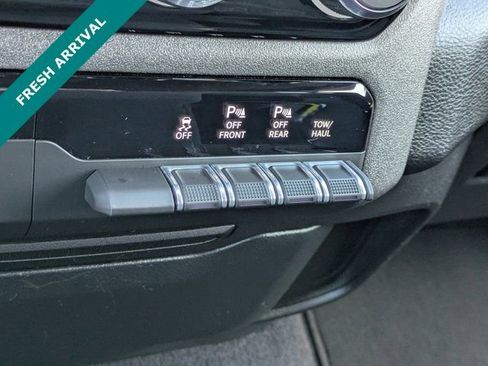 FRESH ARRIVAL
OFF
P OFF FRONT
P OFF REAR
TOW/ HAUL